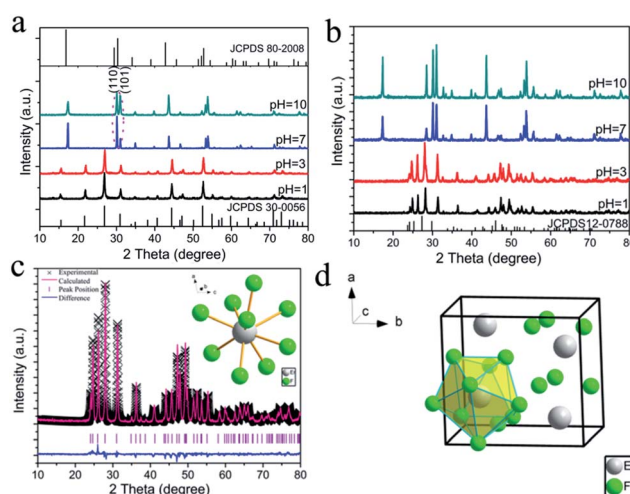 a
JCPDS 80-2008
(110)
(101)
pH=10
pH=7
pH=3
pH=1
JCPDS 30-0056
Intensity (a.u.)
10 20 30 40 50 60 70 80
2 Theta (degree)
b
pH=10
pH=7
pH=3
pH=1
JCPDS12-0788
Intensity (a.u.)
10 20 30 40 50 60 70 80
2 Theta (degree)
c
Experimental
Calculated
Peak Position
Difference
a
b
c
Intensity (a.u.)
10 20 30 40 50 60 70 80
2 Theta (degree)
d
a
c
b
E
F